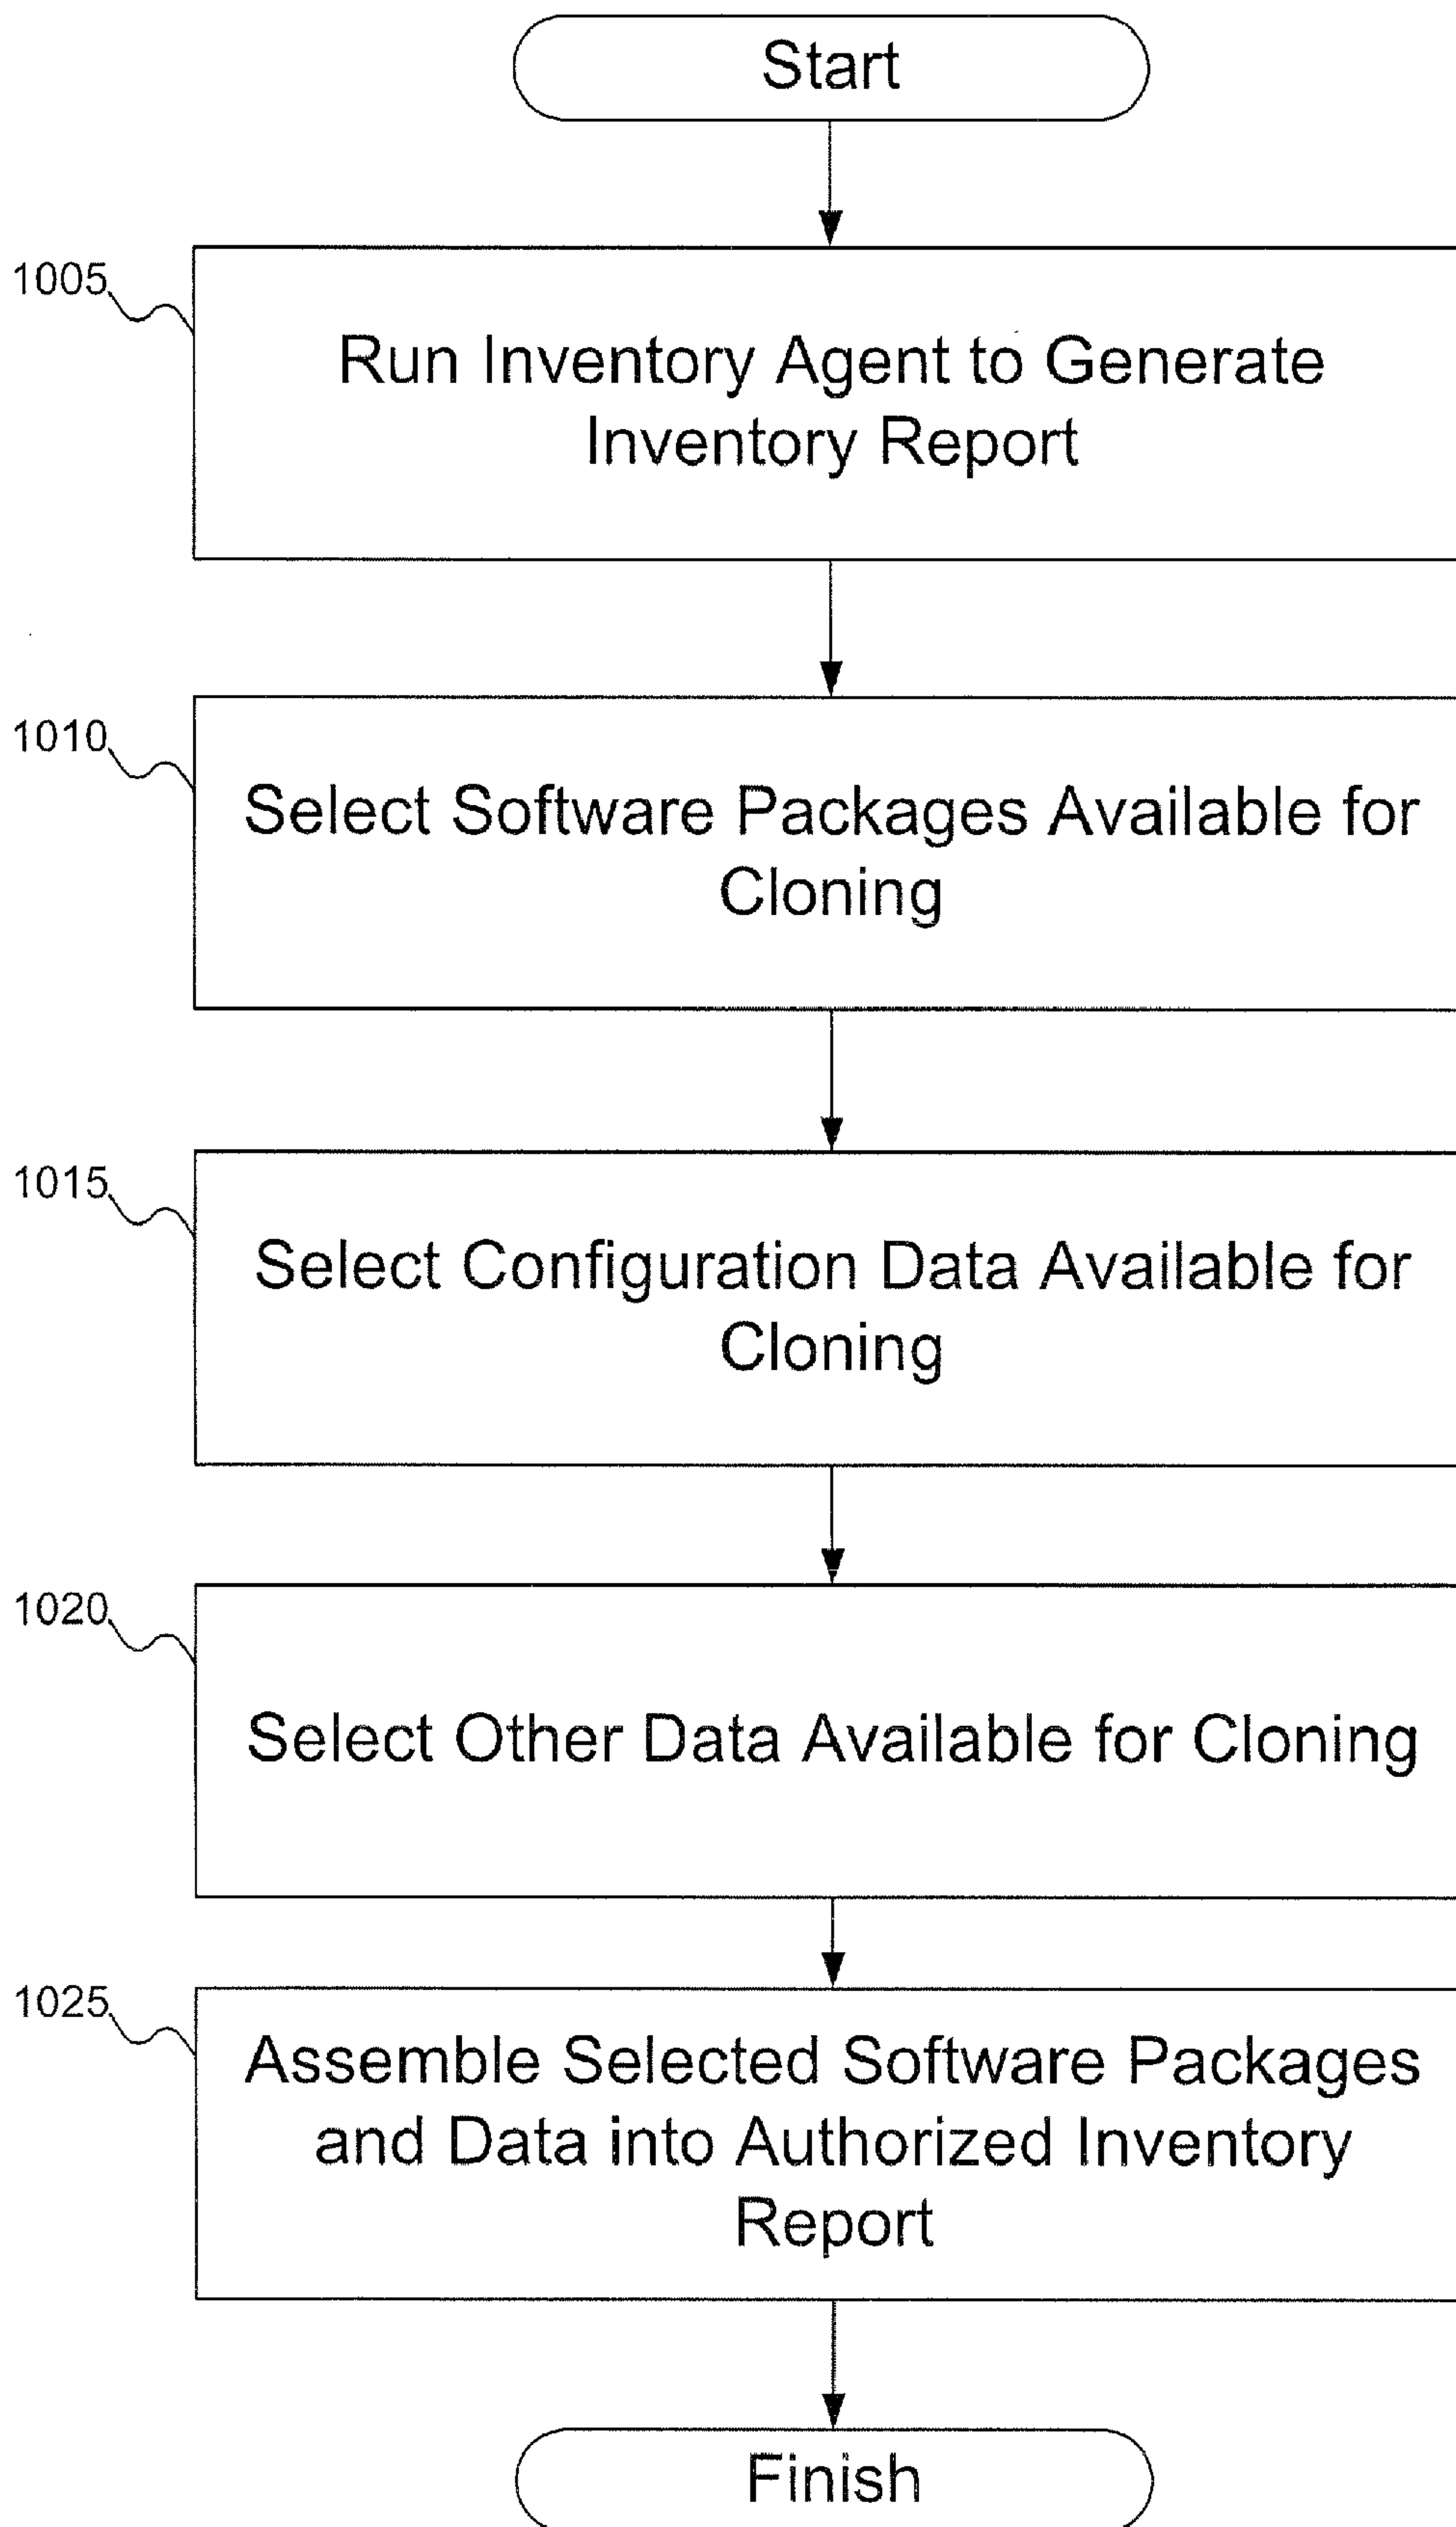 Start
1005
Run Inventory Agent to Generate
Inventory Report
1010
Select Software Packages Available for
Cloning
1015
Select Configuration Data Available for
Cloning
1020
Select Other Data Available for Cloning
1025
Assemble Selected Software Packages
and Data into Authorized Inventory
Report
Finish